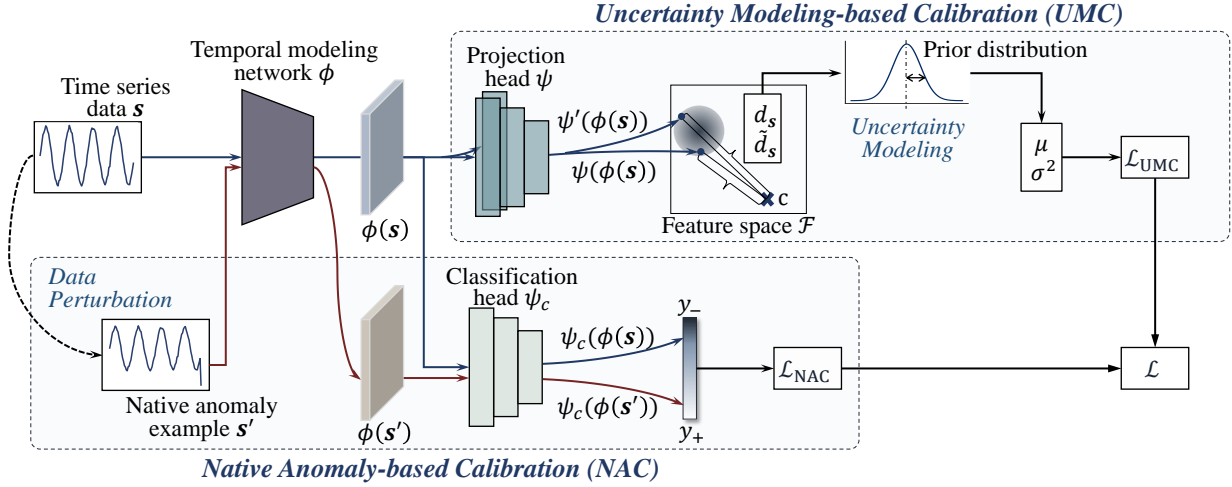 Uncertainty Modeling-based Calibration (UMC)
Temporal modeling
network ϕ
Time series
data s
Projection
head ψ
ψ′(ϕ(s))
ψ(ϕ(s))
d_s
d̃_s
c
Feature space ℱ
Prior distribution
Uncertainty
Modeling
μ
σ²
ℒ_UMC
ϕ(s)
Data
Perturbation
Native anomaly
example s′
ϕ(s′)
Classification
head ψ_c
ψ_c(ϕ(s))
ψ_c(ϕ(s′))
y_−
y_+
ℒ_NAC
ℒ
Native Anomaly-based Calibration (NAC)